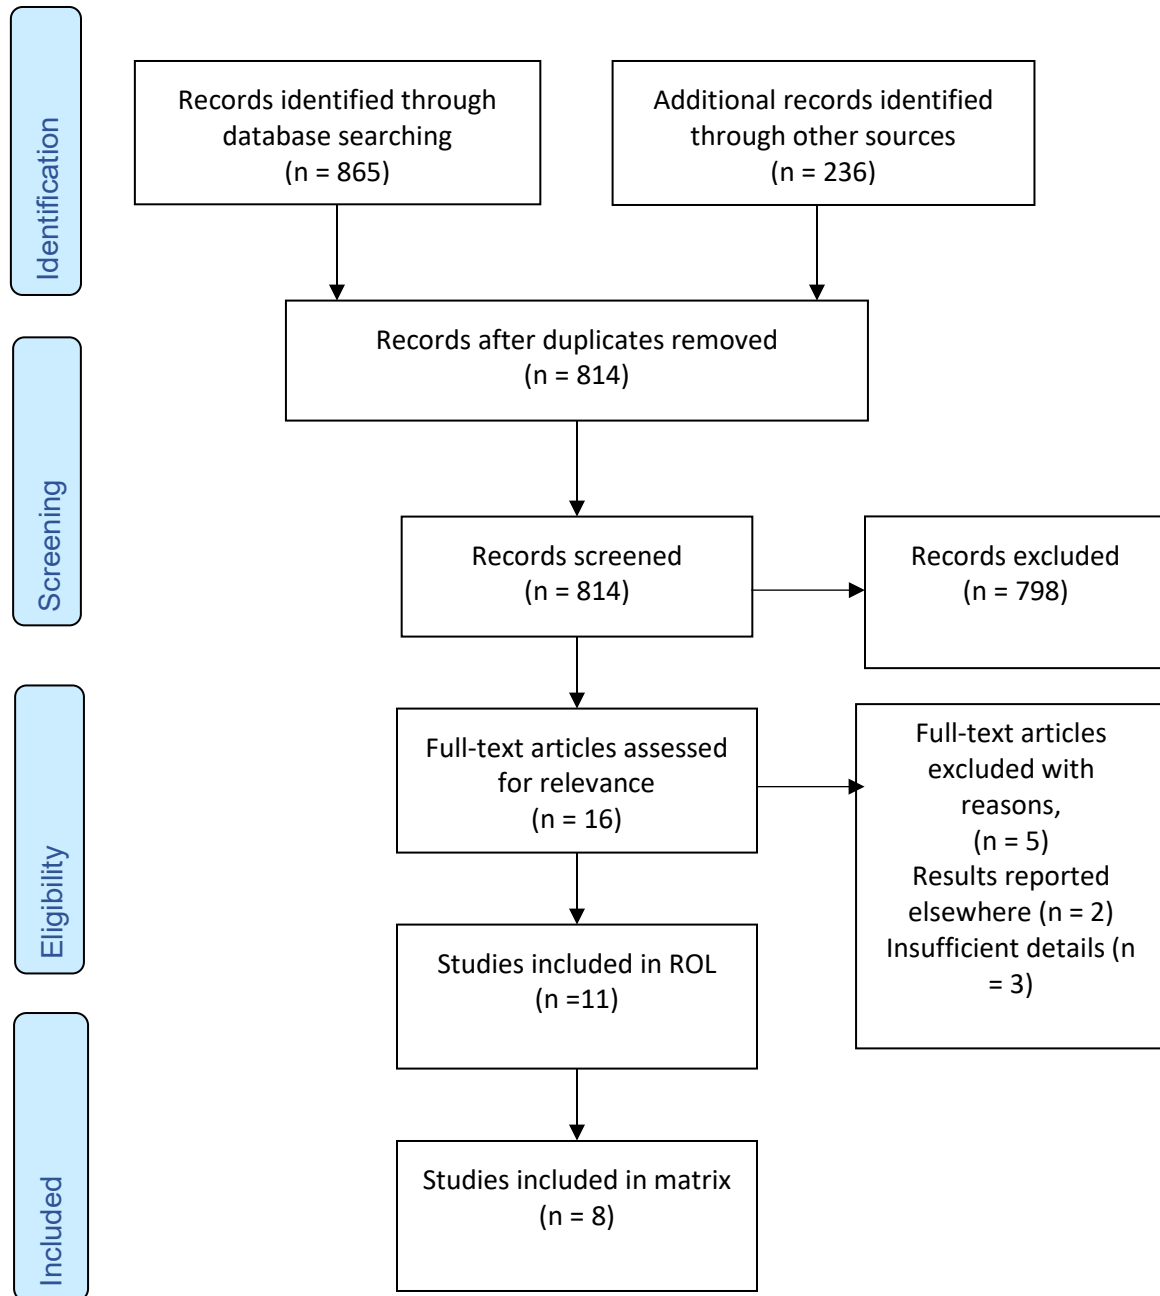 Identification
Records identified through
database searching
(n = 865)
Additional records identified
through other sources
(n = 236)
Records after duplicates removed
(n = 814)
Screening
Records screened
(n = 814)
Records excluded
(n = 798)
Eligibility
Full-text articles assessed
for relevance
(n = 16)
Full-text articles
excluded with
reasons,
(n = 5)
Results reported
elsewhere (n = 2)
Insufficient details (n
= 3)
Studies included in ROL
(n =11)
Included
Studies included in matrix
(n = 8)